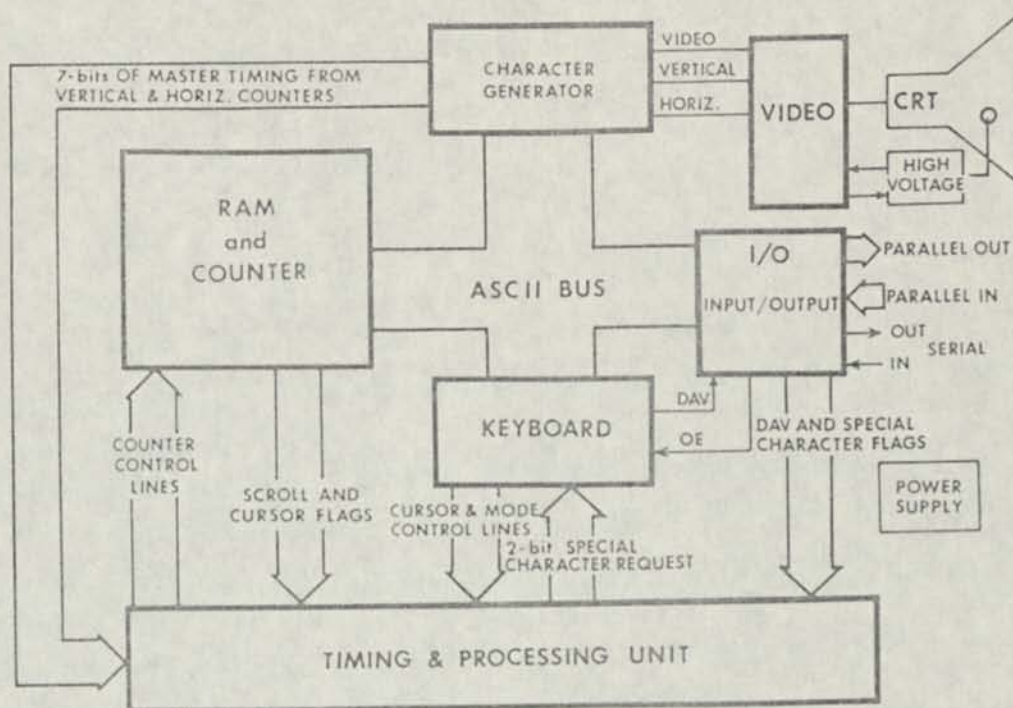 7-bits OF MASTER TIMING FROM
VERTICAL & HORIZ. COUNTERS
CHARACTER
GENERATOR
VIDEO
VERTICAL
HORIZ.
VIDEO
CRT
HIGH
VOLTAGE
RAM
and
COUNTER
ASCII BUS
I/O
INPUT/OUTPUT
PARALLEL OUT
PARALLEL IN
OUT
SERIAL
IN
KEYBOARD
DAV
OE
DAV AND SPECIAL
CHARACTER FLAGS
COUNTER
CONTROL
LINES
SCROLL AND
CURSOR FLAGS
CURSOR & MODE
CONTROL LINES
2-bit SPECIAL
CHARACTER REQUEST
POWER
SUPPLY
TIMING & PROCESSING UNIT